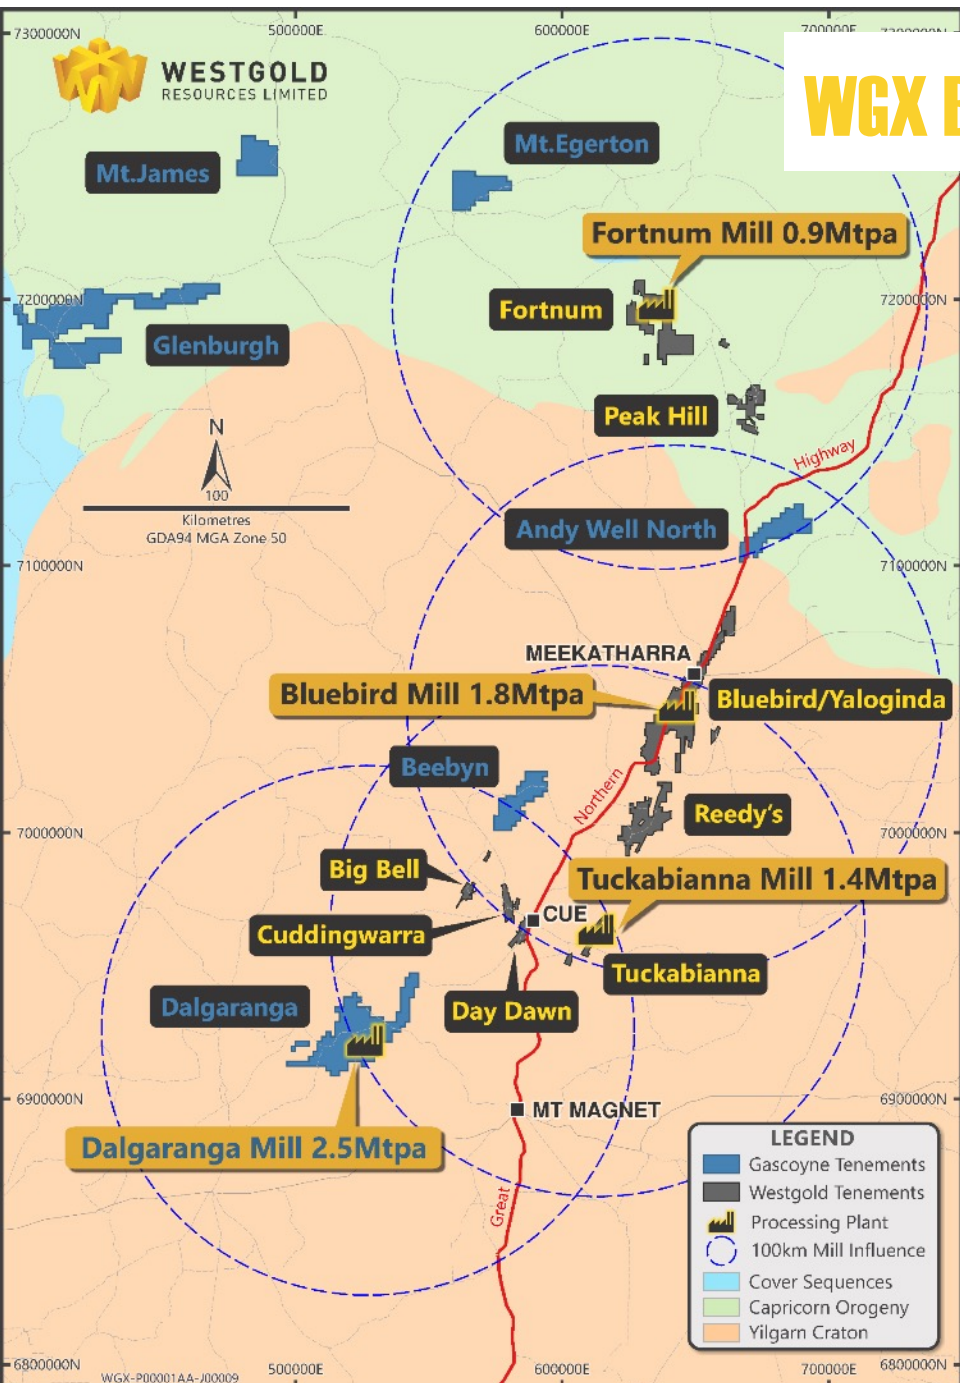 500000E
600000E
700000E
7300000N
WESTGOLD
RESOURCES LIMITED
WGX
Mt.Egerton
Mt.James
Fortnum Mill 0.9Mtpa
7200000N
7200000N
Fortnum
Glenburgh
Peak Hill
N
Highway
100
Kilometres
GDA94 MGA Zone 50
Andy Well North
7100000N
7100000N
MEEKATHARRA
Bluebird Mill 1.8Mtpa
Bluebird/Yaloginda
Beebyn
Northern
Reedy's
7000000N
7000000N
Big Bell
Tuckabianna Mill 1.4Mtpa
CUE
Cuddingwarra
Tuckabianna
Dalgaranga
Day Dawn
6900000N
6900000N
MT MAGNET
Dalgaranga Mill 2.5Mtpa
Great
LEGEND
Gascoyne Tenements
Westgold Tenements
Processing Plant
100km Mill Influence
Cover Sequences
Capricorn Orogeny
Yilgarn Craton
6800000N
500000E
600000E
700000E
6800000N
WGX-P00001AA-J00009